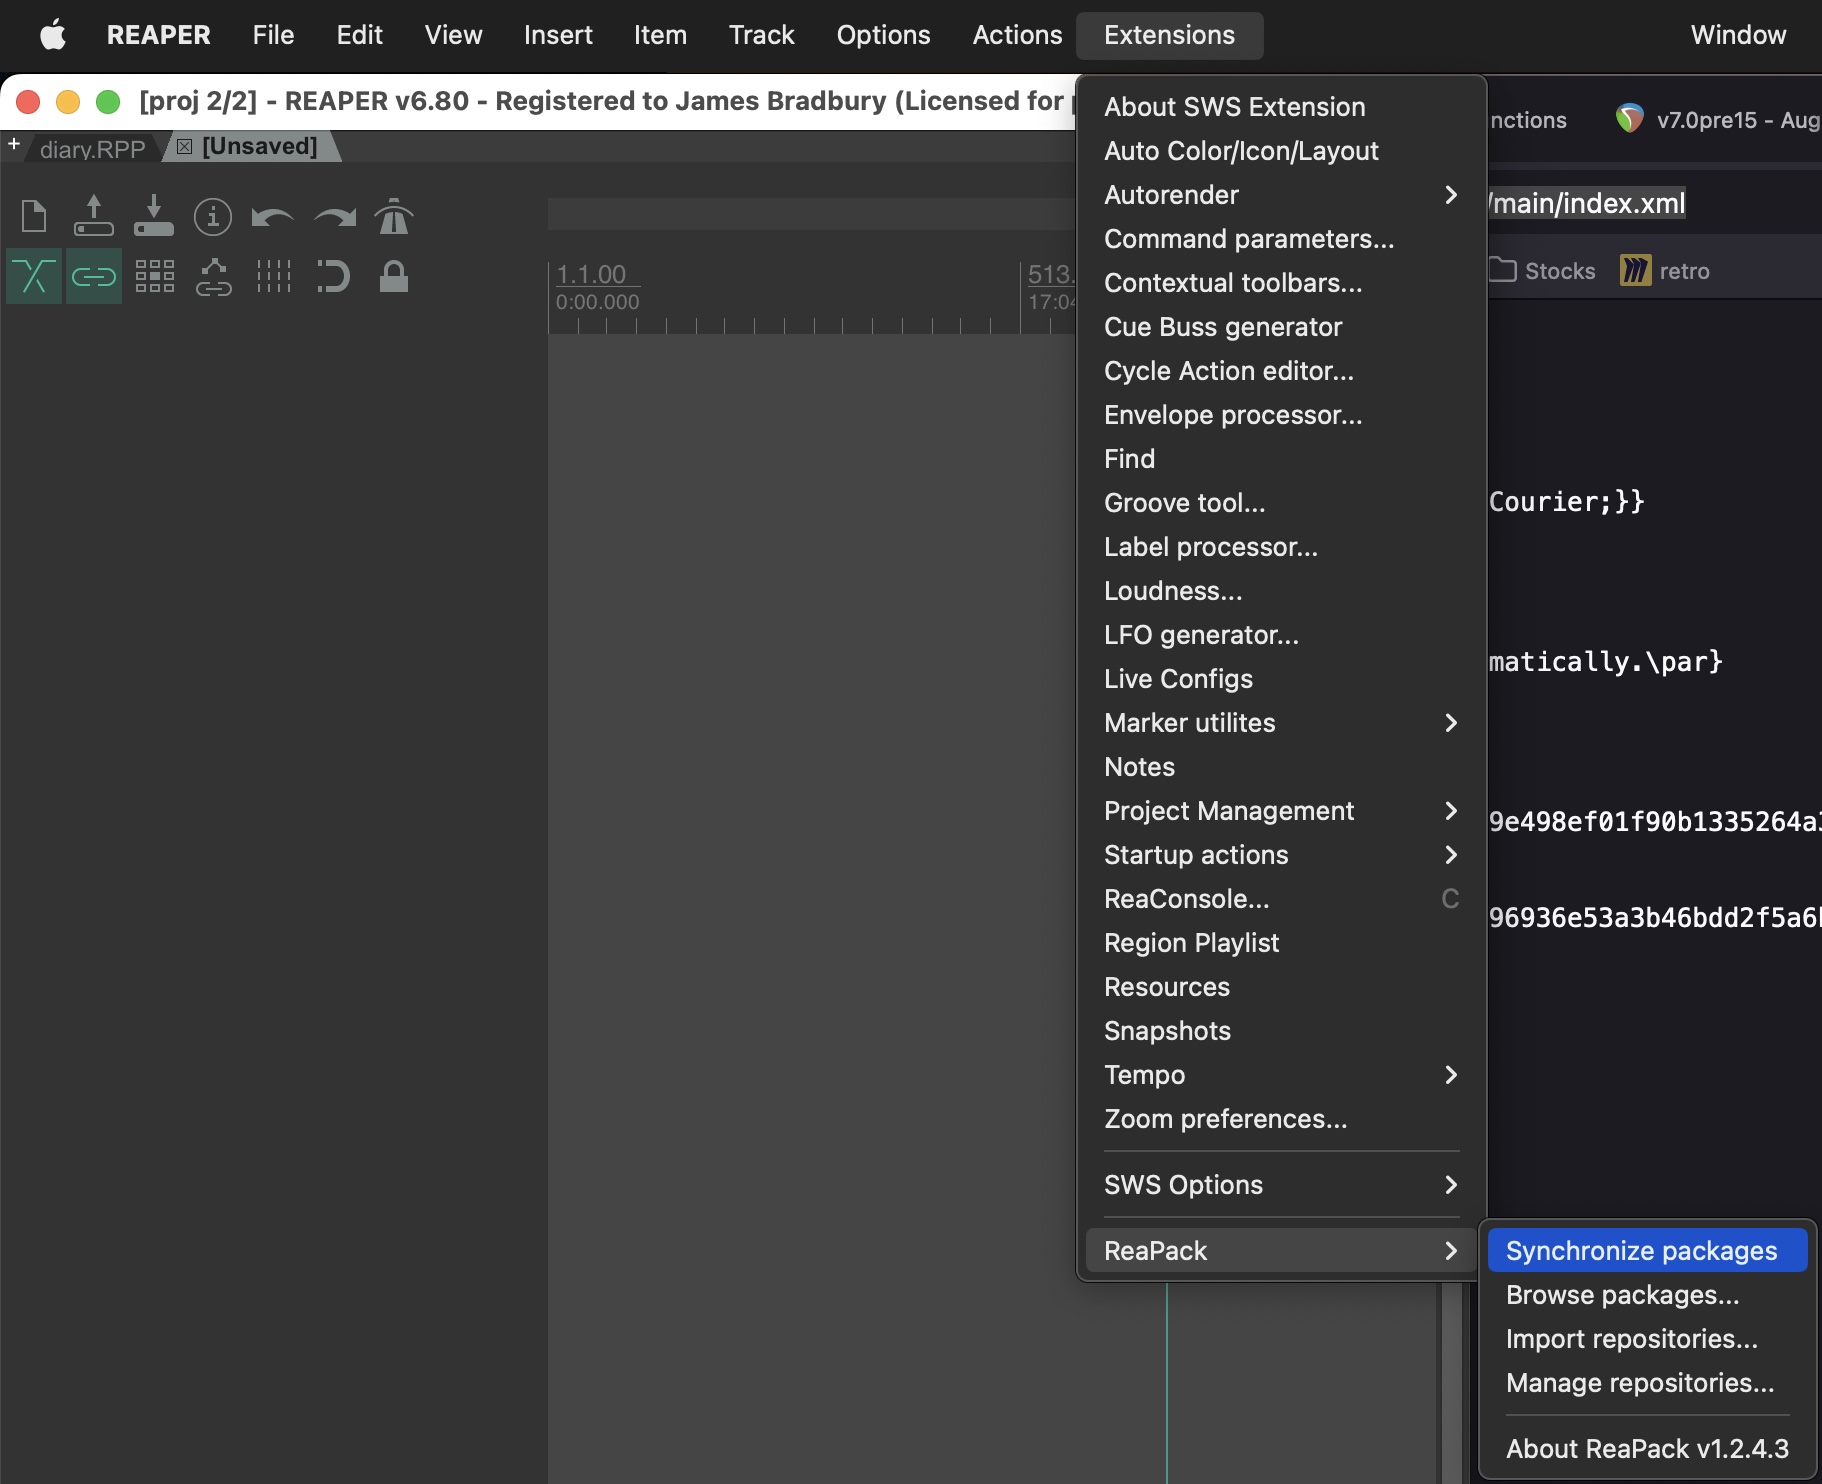 REAPER File Edit View Insert Item Track Options Actions Extensions Window
[proj 2/2] - REAPER v6.80 - Registered to James Bradbury (Licensed for
+ diary.RPP [Unsaved]
1.1.00 513.
0:00.000 17:04
About SWS Extension
Auto Color/Icon/Layout
Autorender
Command parameters...
Contextual toolbars...
Cue Buss generator
Cycle Action editor...
Envelope processor...
Find
Groove tool...
Label processor...
Loudness...
LFO generator...
Live Configs
Marker utilites
Notes
Project Management
Startup actions
ReaConsole... C
Region Playlist
Resources
Snapshots
Tempo
Zoom preferences...
SWS Options
ReaPack
Synchronize packages
Browse packages...
Import repositories...
Manage repositories...
About ReaPack v1.2.4.3
nctions v7.0pre15 - Aug
/main/index.xml
Stocks retro
Courier;}}
matically.\par}
9e498ef01f90b1335264a
96936e53a3b46bdd2f5a6